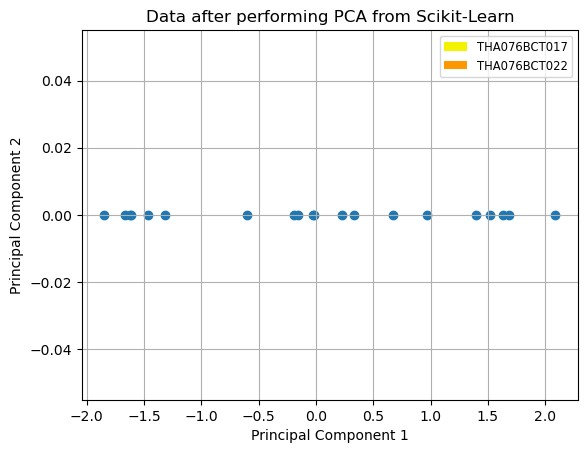 Data after performing PCA from Scikit-Learn
THA076BCT017
THA076BCT022
Principal Component 2
0.04
0.02
0.00
−0.02
−0.04
−2.0 −1.5 −1.0 −0.5 0.0 0.5 1.0 1.5 2.0
Principal Component 1